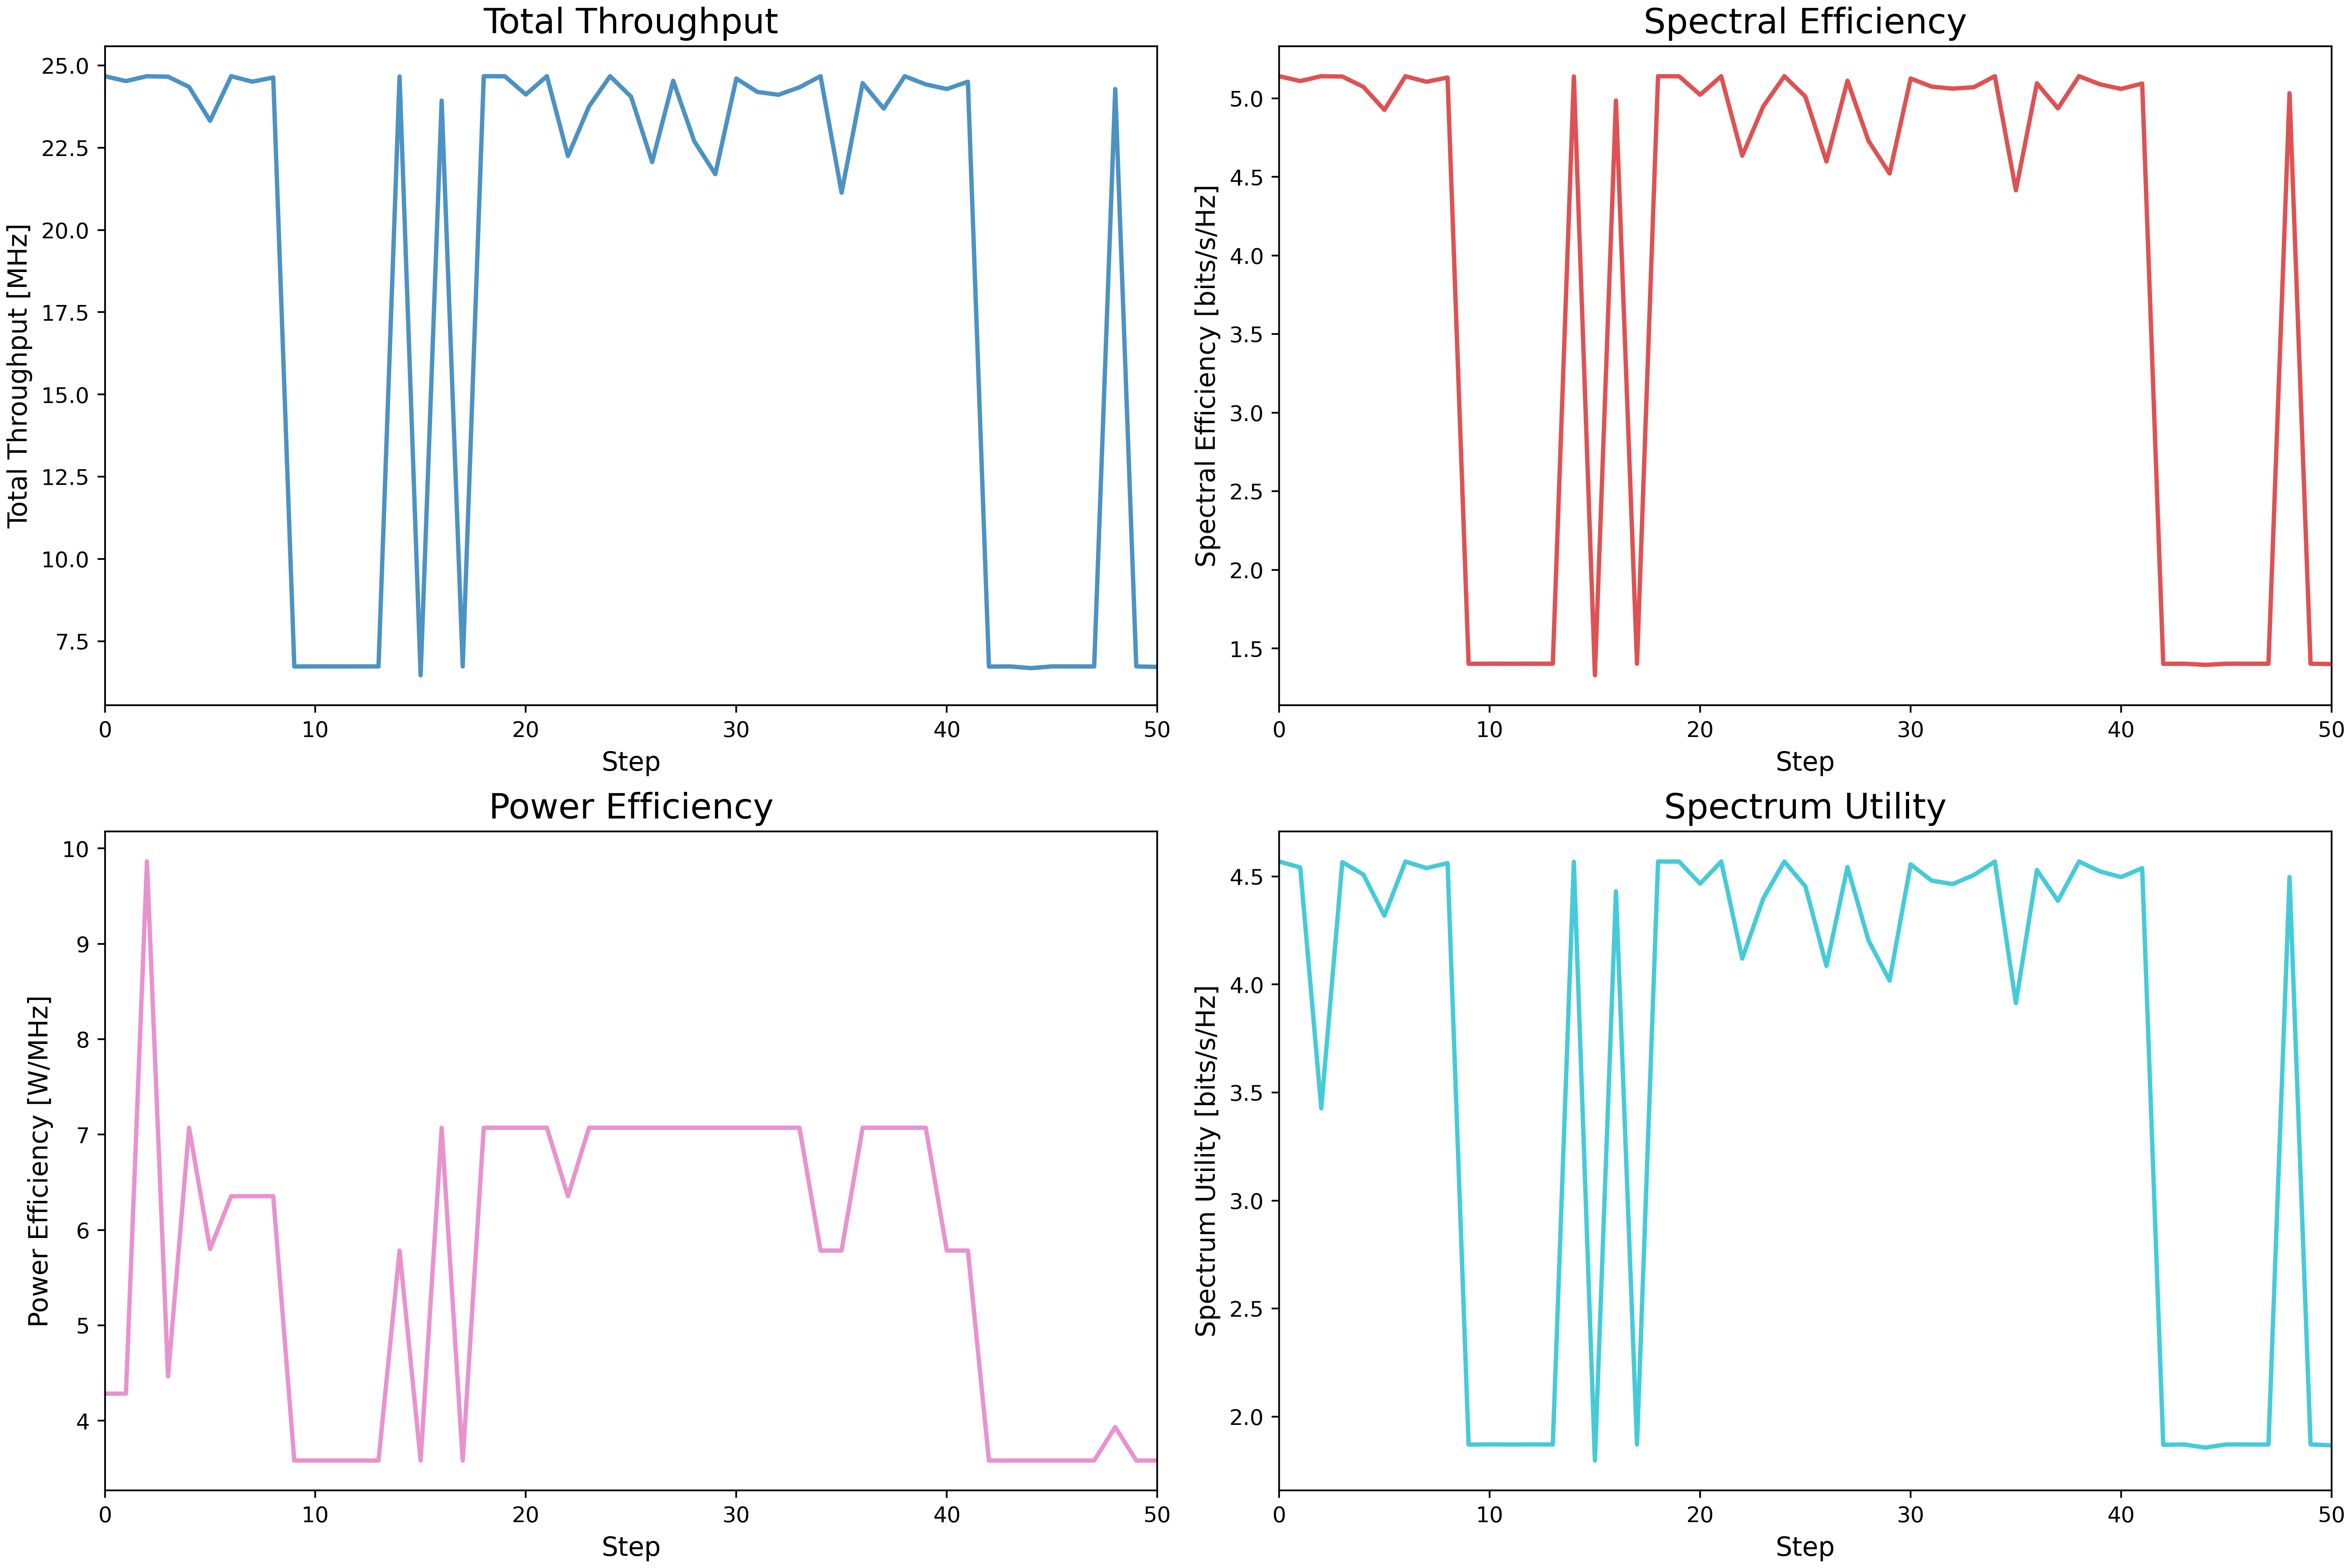 Total Throughput
Total Throughput [MHz]
25.0
22.5
20.0
17.5
15.0
12.5
10.0
7.5
0 10 20 30 40 50
Step
Spectral Efficiency
Spectral Efficiency [bits/s/Hz]
5.0
4.5
4.0
3.5
3.0
2.5
2.0
1.5
0 10 20 30 40 50
Step
Power Efficiency
Power Efficiency [W/MHz]
10
9
8
7
6
5
4
0 10 20 30 40 50
Step
Spectrum Utility
Spectrum Utility [bits/s/Hz]
4.5
4.0
3.5
3.0
2.5
2.0
0 10 20 30 40 50
Step